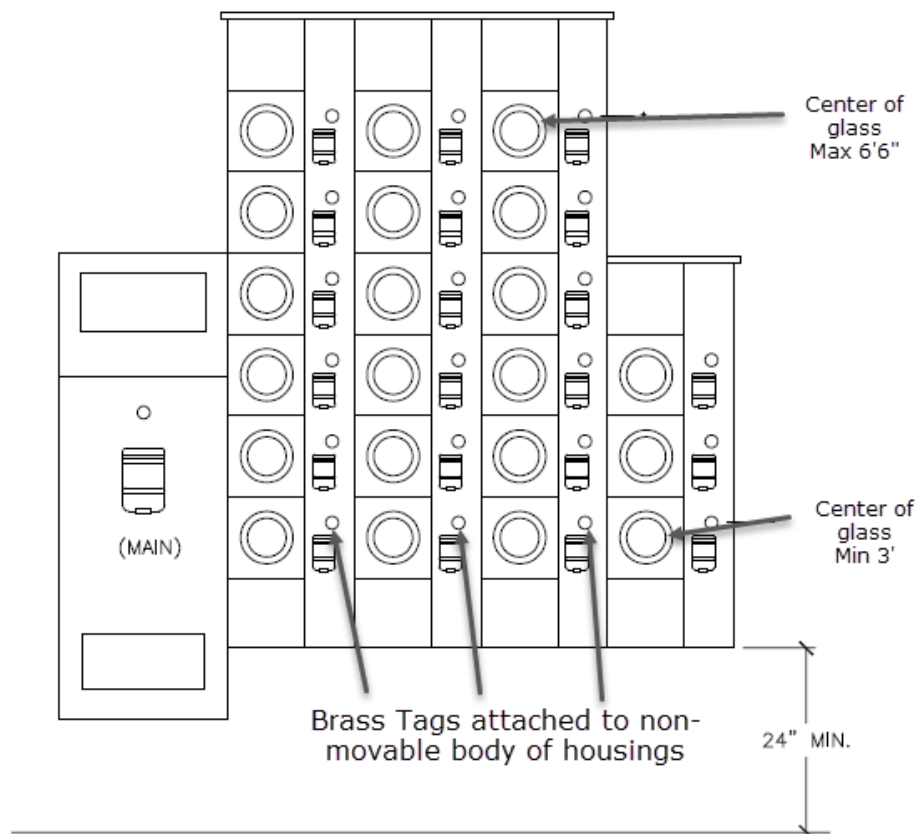 Center of
glass
Max 6'6"
(MAIN)
Center of
glass
Min 3'
Brass Tags attached to non-
movable body of housings
24" MIN.